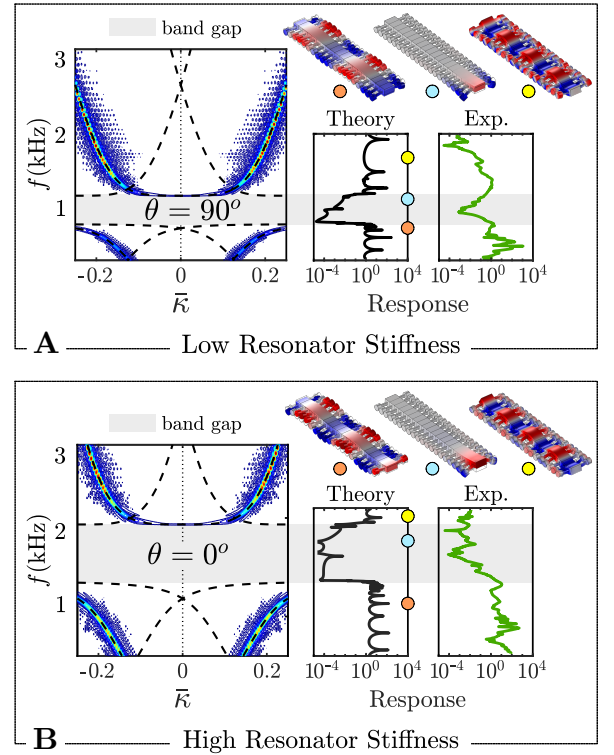 band gap
3
2
1
f(kHz)
θ = 90°
-0.2 0 0.2
κ̄
Theory Exp.
10⁻⁴ 10⁰ 10⁴ 10⁻⁴ 10⁰ 10⁴
Response
A Low Resonator Stiffness
band gap
3
2
1
f(kHz)
θ = 0°
-0.2 0 0.2
κ̄
Theory Exp.
10⁻⁴ 10⁰ 10⁴ 10⁻⁴ 10⁰ 10⁴
Response
B High Resonator Stiffness